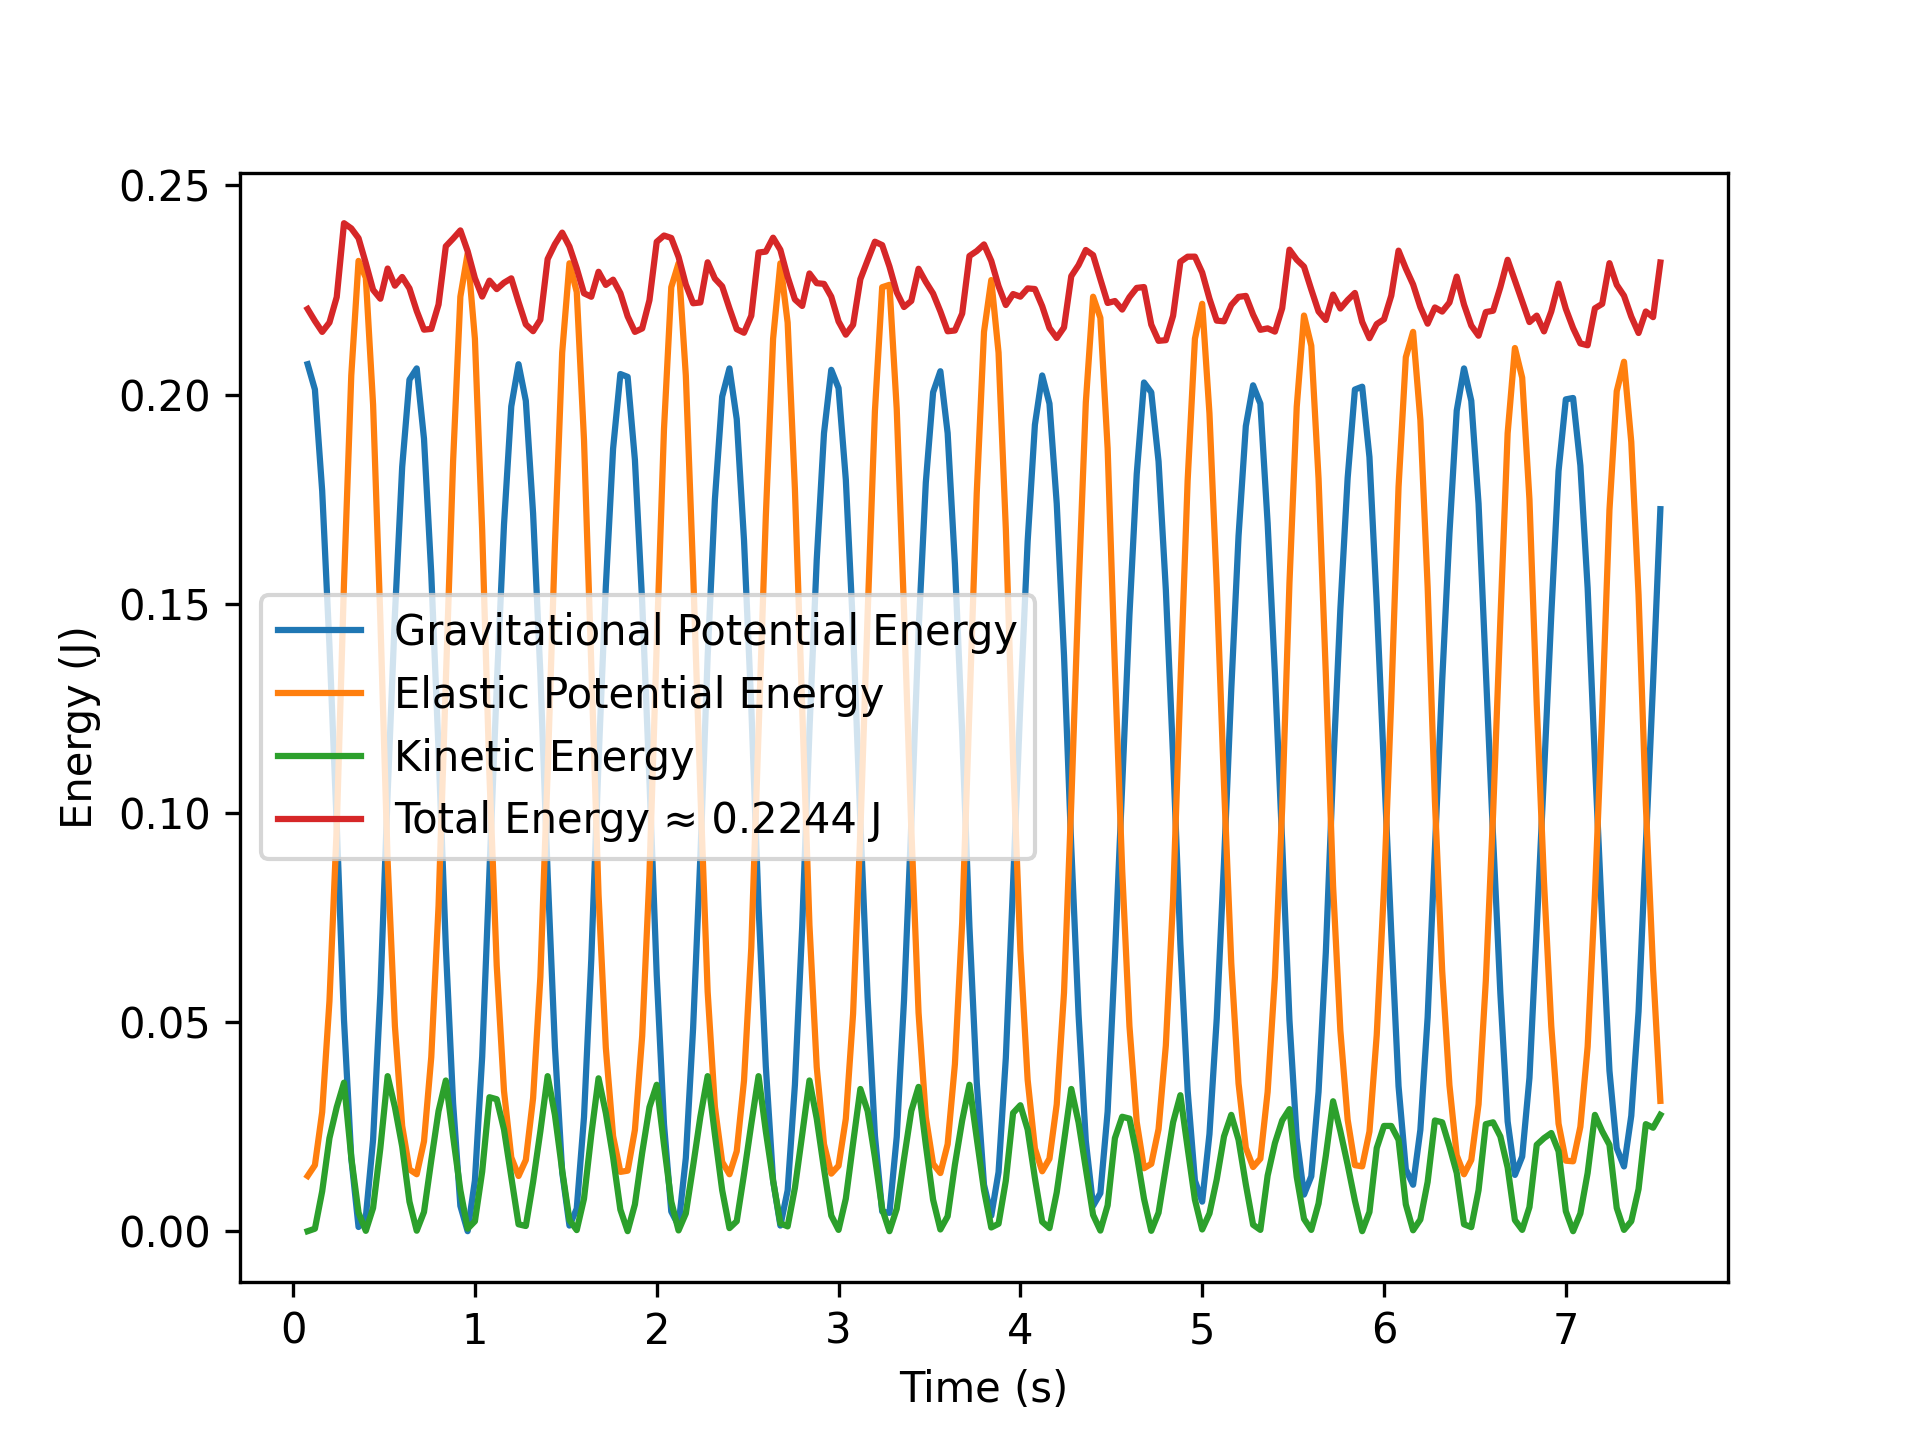 0.25
0.20
0.15
0.10
0.05
0.00
Energy (J)
Gravitational Potential Energy
Elastic Potential Energy
Kinetic Energy
Total Energy ≈ 0.2244 J
0 1 2 3 4 5 6 7
Time (s)